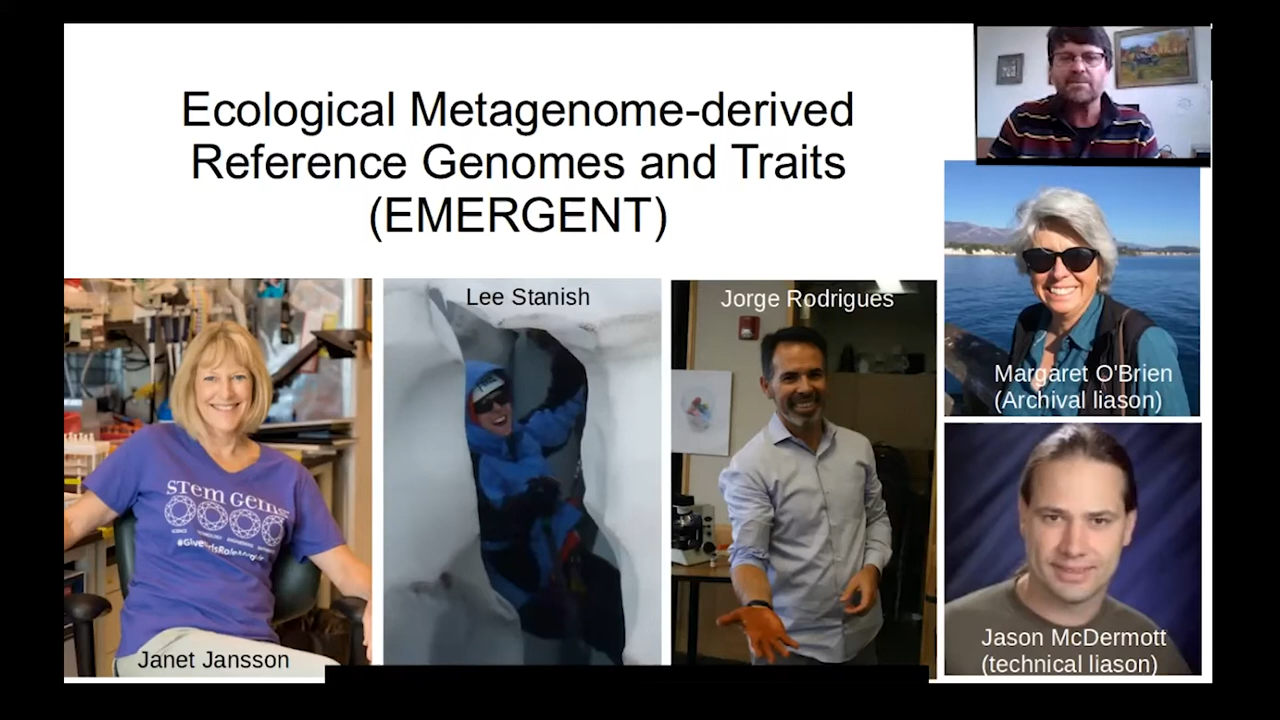 Ecological Metagenome-derived
Reference Genomes and Traits
(EMERGENT)
Lee Stanish
Jorge Rodrigues
Margaret O'Brien
(Archival liason)
STEM GEMS
Janet Jansson
Jason McDermott
(technical liason)